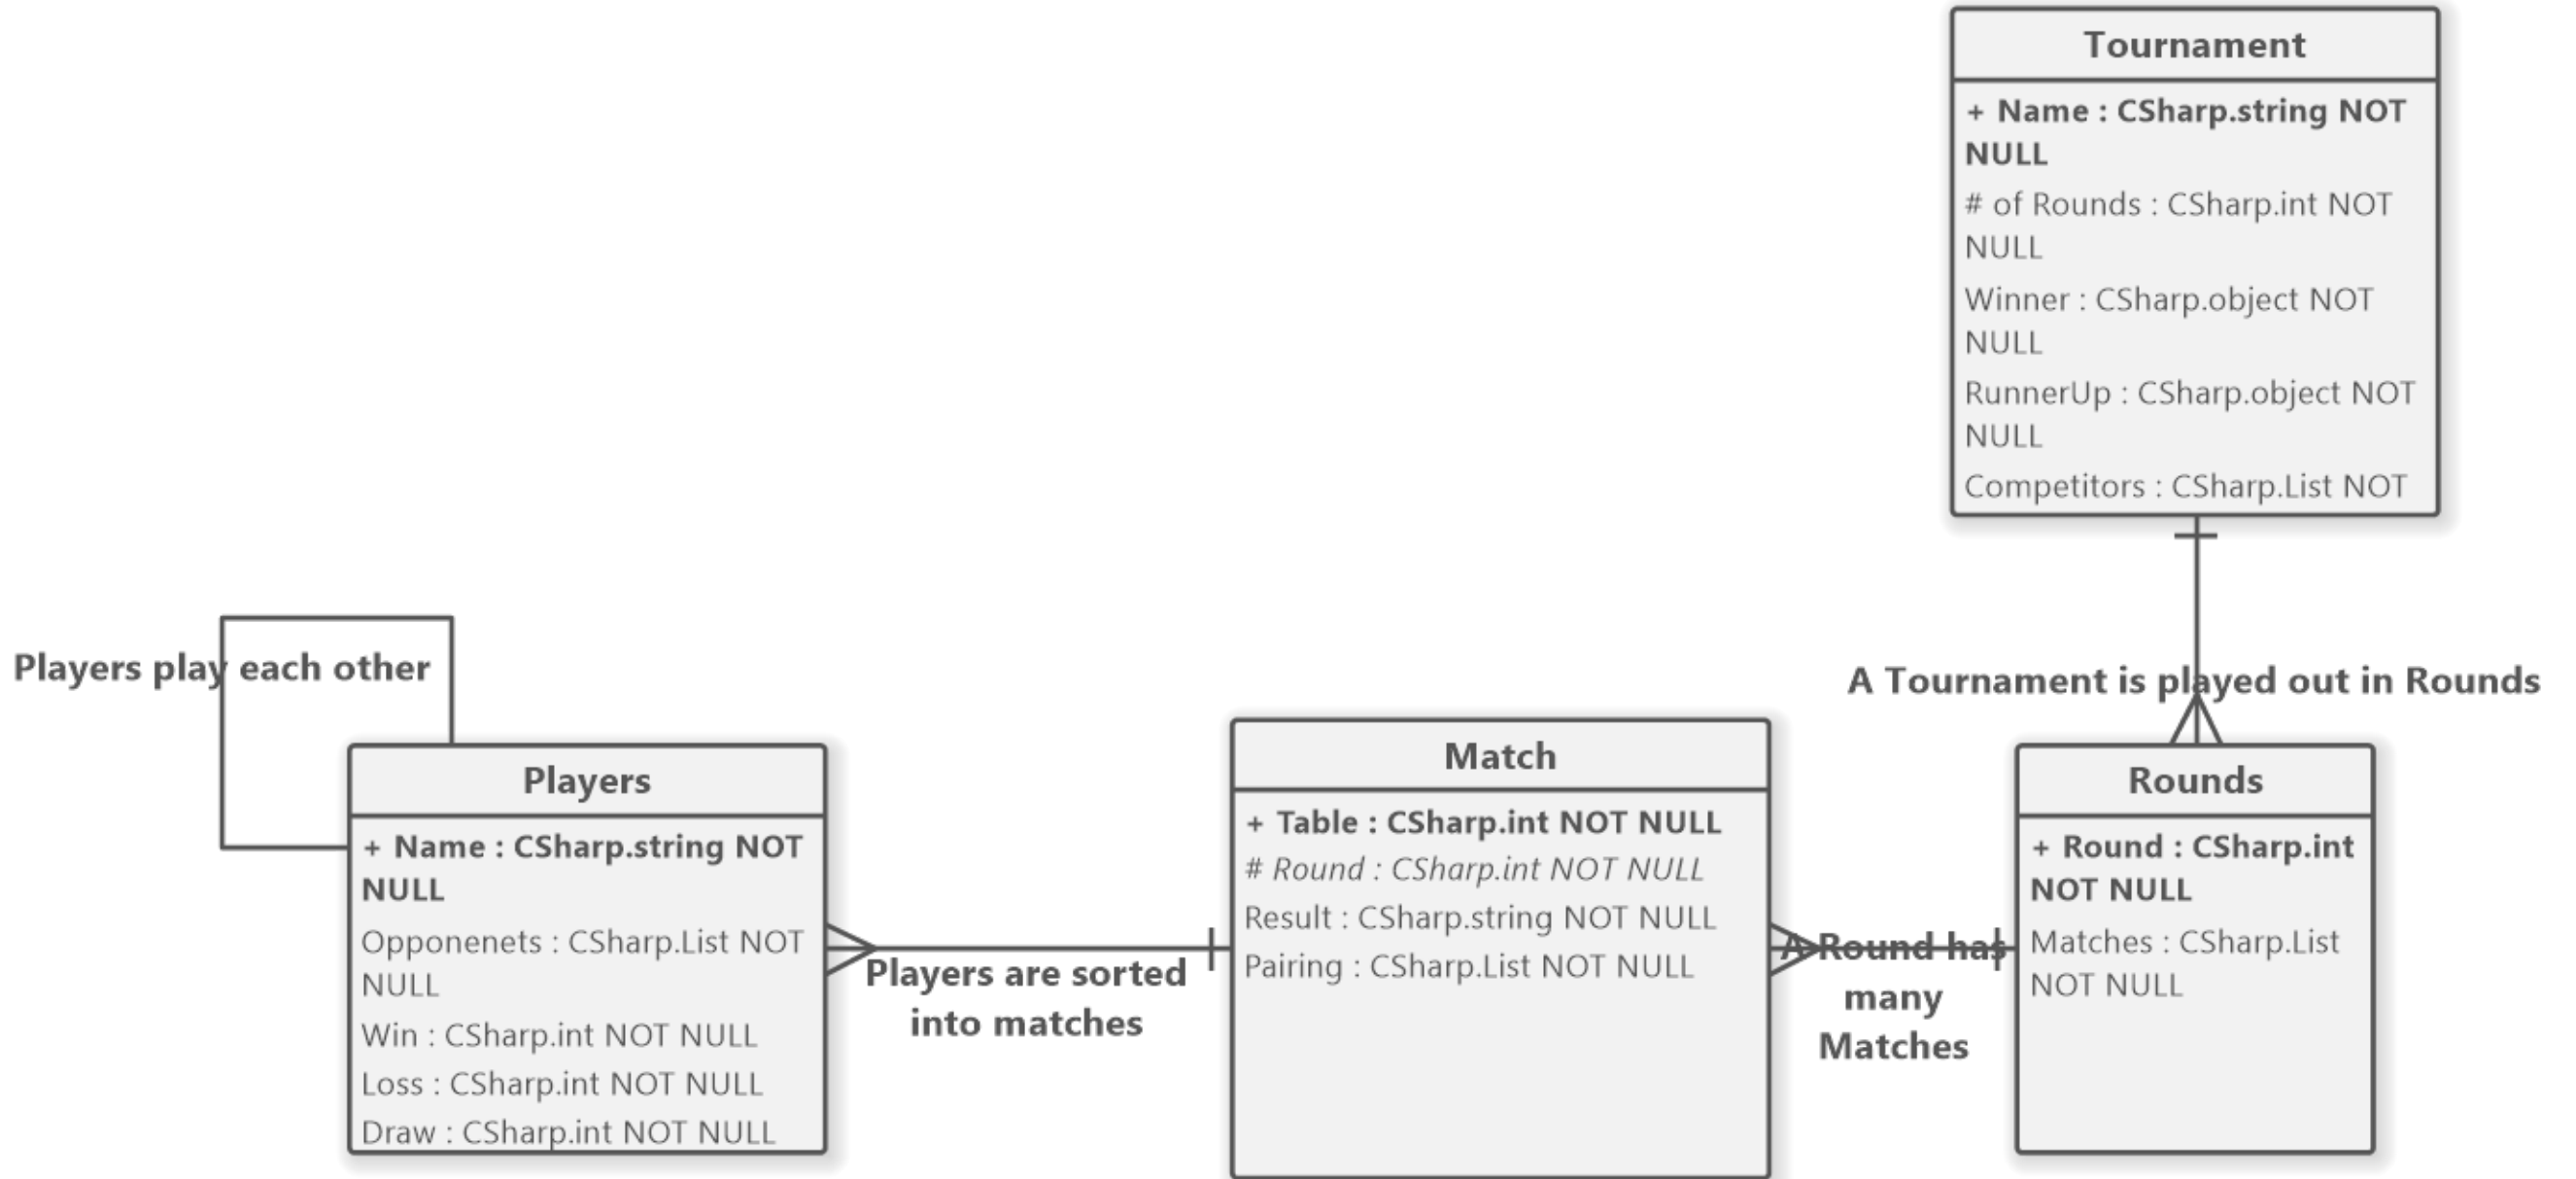 Tournament
+ Name : CSharp.string NOT
NULL
# of Rounds : CSharp.int NOT
NULL
Winner : CSharp.object NOT
NULL
RunnerUp : CSharp.object NOT
NULL
Competitors : CSharp.List NOT
Players play each other
A Tournament is played out in Rounds
Players
+ Name : CSharp.string NOT
NULL
Opponenets : CSharp.List NOT
NULL
Win : CSharp.int NOT NULL
Loss : CSharp.int NOT NULL
Draw : CSharp.int NOT NULL
Players are sorted
into matches
Match
+ Table : CSharp.int NOT NULL
# Round : CSharp.int NOT NULL
Result : CSharp.string NOT NULL
Pairing : CSharp.List NOT NULL
A Round has
many
Matches
Rounds
+ Round : CSharp.int
NOT NULL
Matches : CSharp.List
NOT NULL